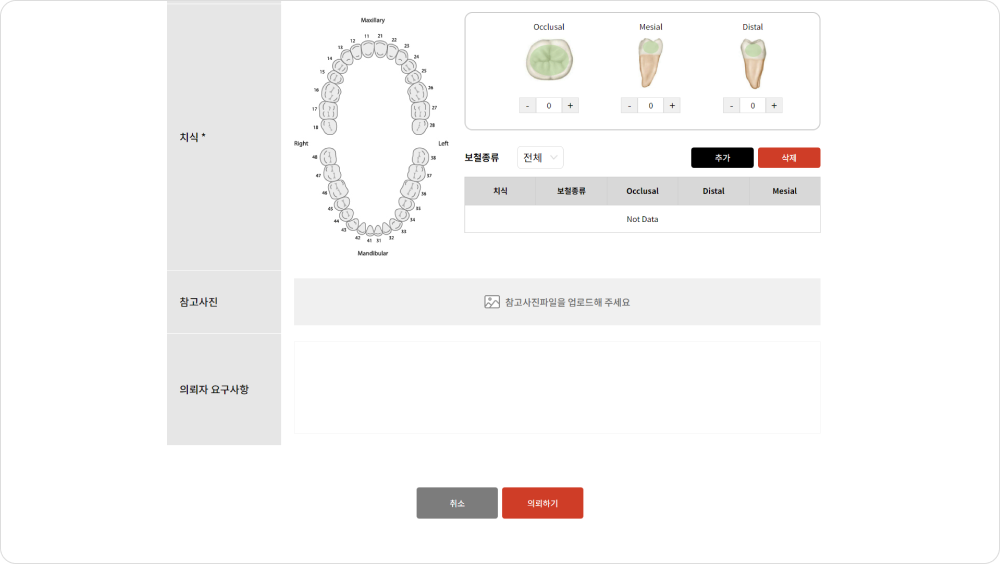 치식 *
Maxillary
11 21
12 22
13 23
14 24
15 25
16 26
17 27
18 28
Right Left
48 38
47 37
46 36
45 35
44 34
43 33
42 41 31 32
Mandibular
Occlusal Mesial Distal
- 0 + - 0 + - 0 +
보철종류 전체 추가 삭제
치식 보철종류 Occlusal Distal Mesial
Not Data
참고사진
참고사진파일을 업로드해 주세요
의뢰자 요구사항
취소 의뢰하기